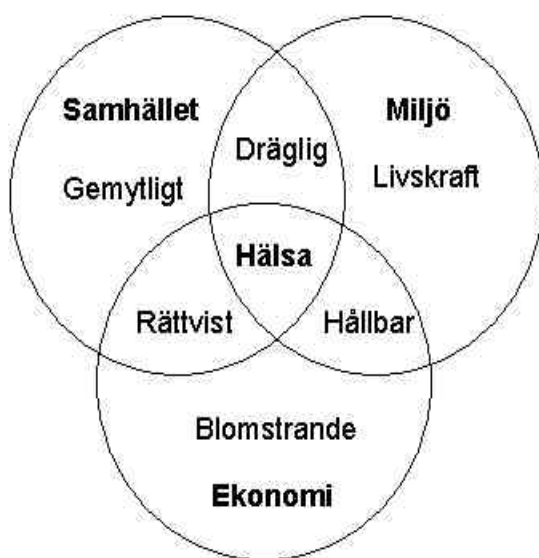 Samhället
Miljö
Dräglig
Gemytligt
Livskraft
Hälsa
Rättvist
Hållbar
Blomstrande
Ekonomi